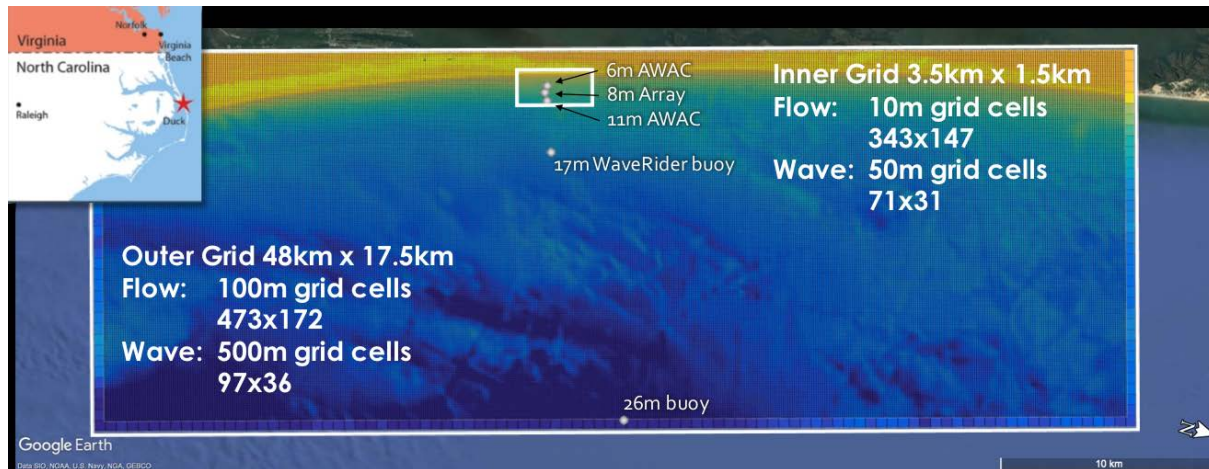 Norfolk
Virginia
Virginia
Beach
North Carolina
Raleigh
Duck
6m AWAC
8m Array
11m AWAC
17m WaveRider buoy
Inner Grid 3.5km x 1.5km
Flow: 10m grid cells
343x147
Wave: 50m grid cells
71x31
Outer Grid 48km x 17.5km
Flow: 100m grid cells
473x172
Wave: 500m grid cells
97x36
26m buoy
Google Earth
Data SIO, NOAA, U.S. Navy, NGA, GEBCO
N
10 km